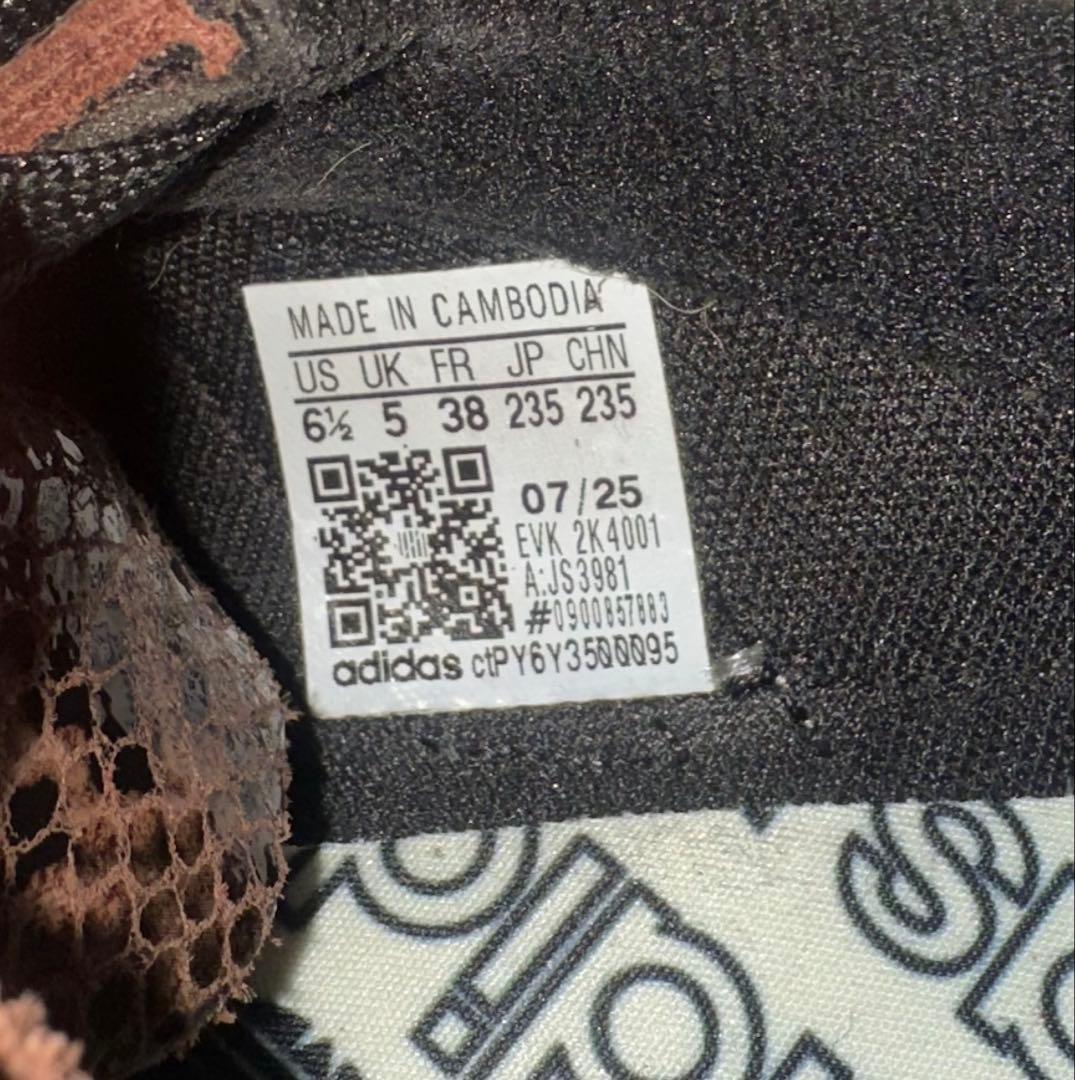 MADE IN CAMBODIA
US UK FR JP CHN
6½ 5 38 235 235
07/25
EVK 2K4001
A:JS3981
#0900857883
adidas ctPY6Y3500095